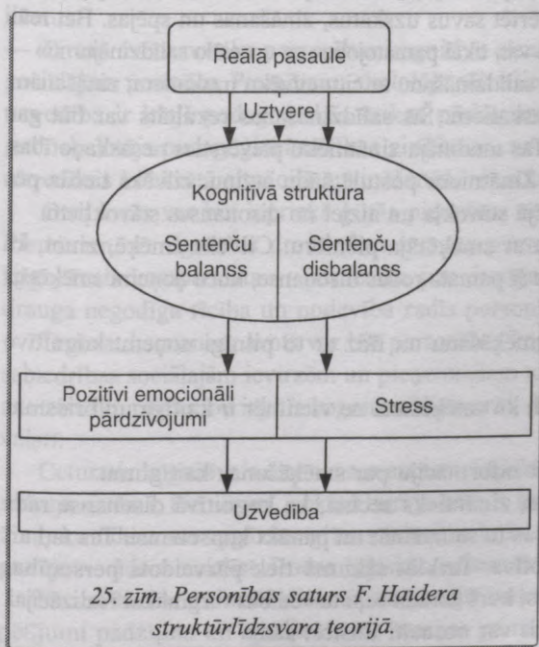 Reālā pasaule
Uztvere
Kognitīvā struktūra
Sentenču Sentenču
balanss disbalanss
Pozitīvi emocionāli
pārdzīvojumi
Stress
Uzvedība
25. zīm. Personības saturs F. Haidera
struktūrlīdzsvara teorijā.